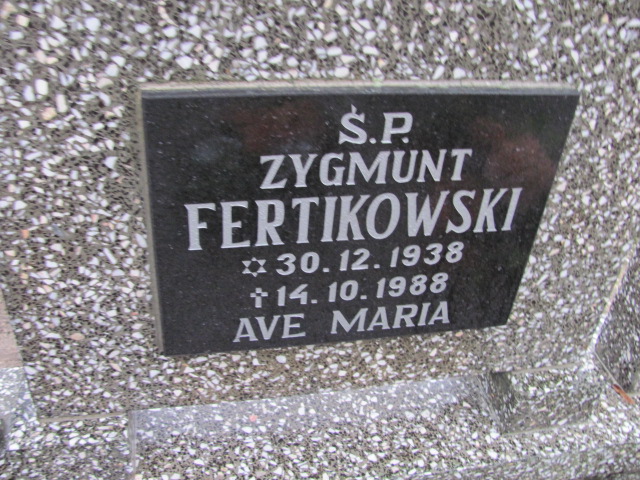 Ś.P.
ZYGMUNT
FERTIKOWSKI
✡30.12.1938
✝14.10.1988
AVE MARIA